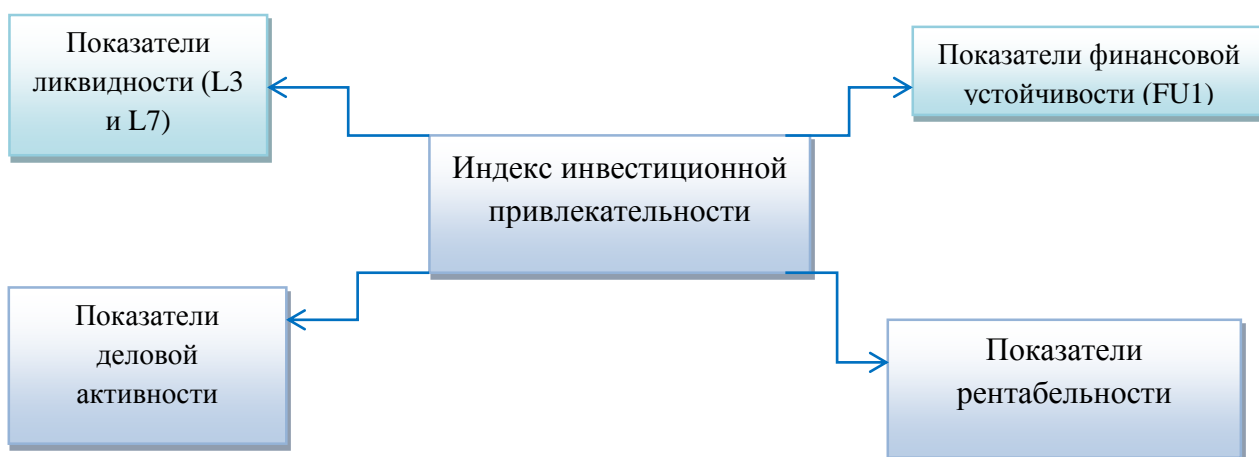 Показатели
ликвидности (L3
и L7)
Показатели финансовой
устойчивости (FU1)
Индекс инвестиционной
привлекательности
Показатели
деловой
активности
Показатели
рентабельности